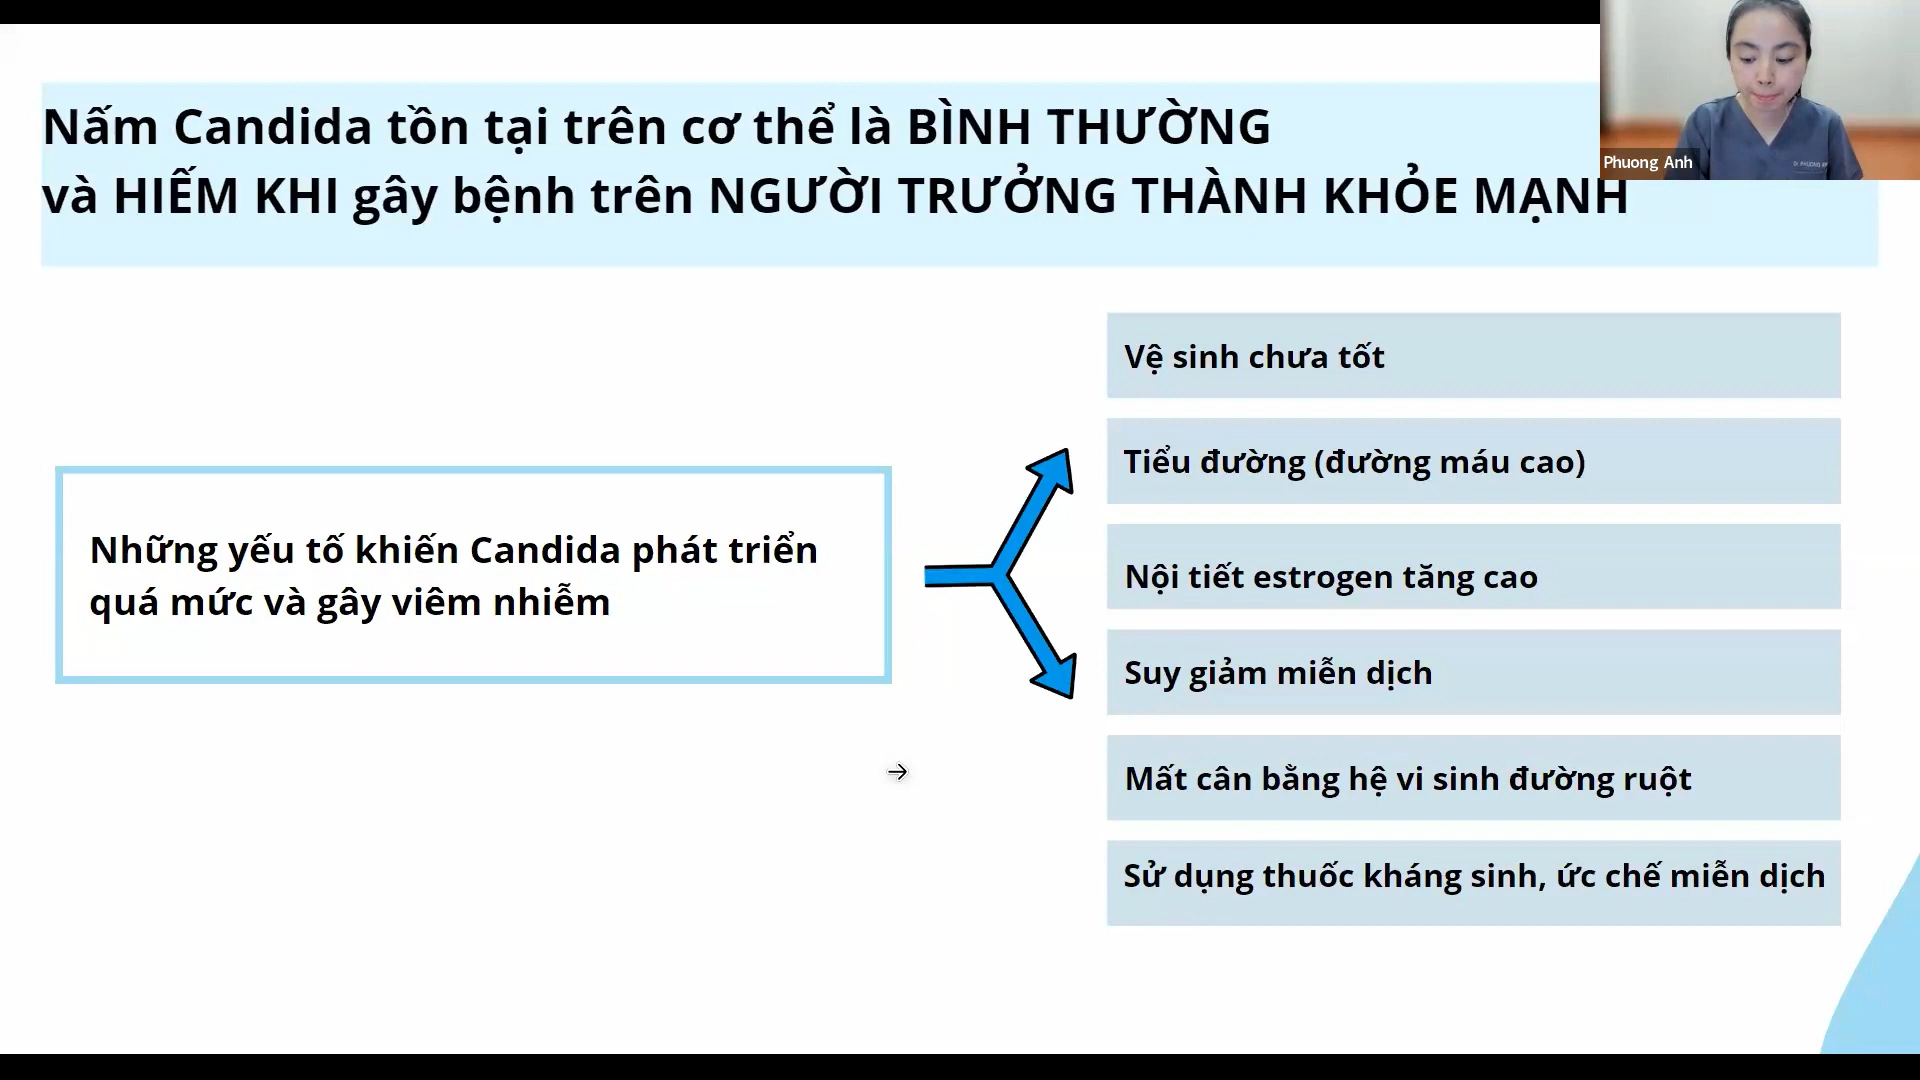 Nấm Candida tồn tại trên cơ thể là BÌNH THƯỜNG
và HIẾM KHI gây bệnh trên NGƯỜI TRƯỞNG THÀNH KHỎE MẠNH
Phuong Anh
Những yếu tố khiến Candida phát triển
quá mức và gây viêm nhiễm
Vệ sinh chưa tốt
Tiểu đường (đường máu cao)
Nội tiết estrogen tăng cao
Suy giảm miễn dịch
Mất cân bằng hệ vi sinh đường ruột
Sử dụng thuốc kháng sinh, ức chế miễn dịch